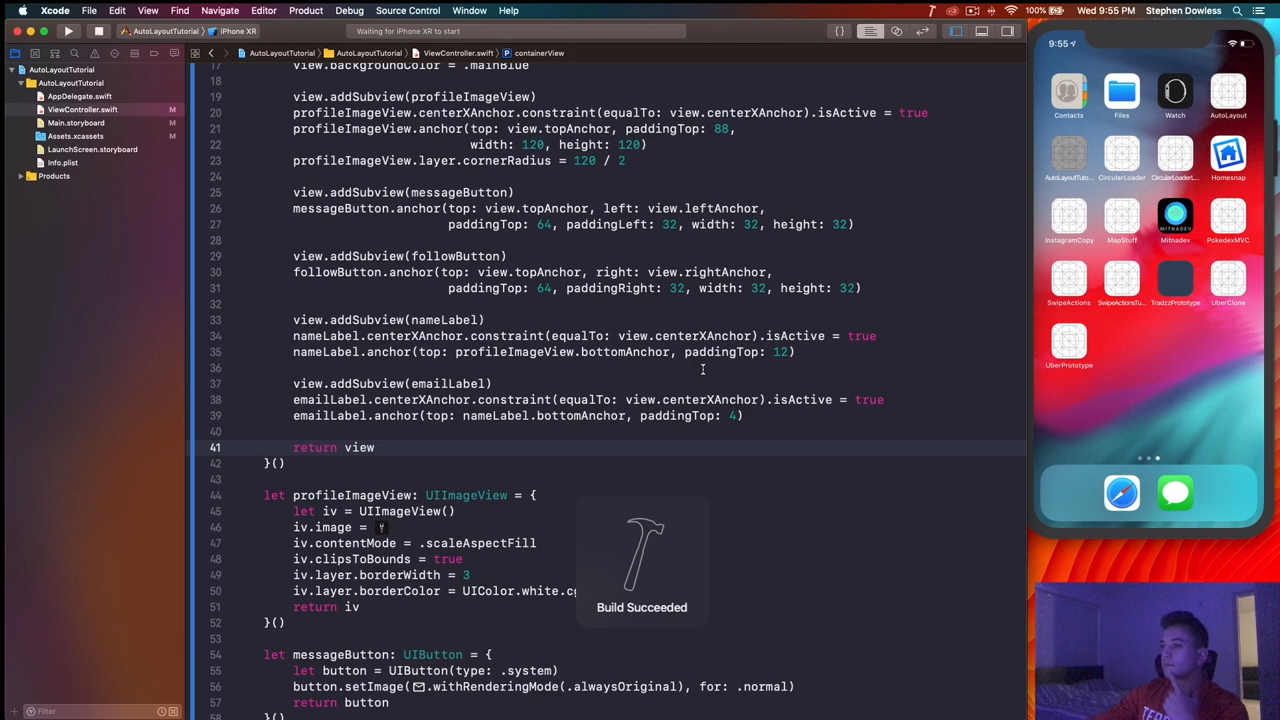 Xcode File Edit View Find Navigate Editor Product Debug Source Control Window Help
100% Wed 9:55 PM Stephen Dowless
AutoLayoutTutorial iPhone XR
Waiting for iPhone XR to start
AutoLayoutTutorial
AutoLayoutTutorial
AppDelegate.swift
ViewController.swift M
Main.storyboard
Assets.xcassets M
LaunchScreen.storyboard
Info.plist
Products
Filter
AutoLayoutTutorial AutoLayoutTutorial ViewController.swift containerView
17 view.backgroundColor = .mainBlue
18
19 view.addSubview(profileImageView)
20 profileImageView.centerXAnchor.constraint(equalTo: view.centerXAnchor).isActive = true
21 profileImageView.anchor(top: view.topAnchor, paddingTop: 88,
22 width: 120, height: 120)
23 profileImageView.layer.cornerRadius = 120 / 2
24
25 view.addSubview(messageButton)
26 messageButton.anchor(top: view.topAnchor, left: view.leftAnchor,
27 paddingTop: 64, paddingLeft: 32, width: 32, height: 32)
28
29 view.addSubview(followButton)
30 followButton.anchor(top: view.topAnchor, right: view.rightAnchor,
31 paddingTop: 64, paddingRight: 32, width: 32, height: 32)
32
33 view.addSubview(nameLabel)
34 nameLabel.centerXAnchor.constraint(equalTo: view.centerXAnchor).isActive = true
35 nameLabel.anchor(top: profileImageView.bottomAnchor, paddingTop: 12)
36
37 view.addSubview(emailLabel)
38 emailLabel.centerXAnchor.constraint(equalTo: view.centerXAnchor).isActive = true
39 emailLabel.anchor(top: nameLabel.bottomAnchor, paddingTop: 4)
40
41 return view
42 }()
43
44 let profileImageView: UIImageView = {
45 let iv = UIImageView()
46 iv.image =
47 iv.contentMode = .scaleAspectFill
48 iv.clipsToBounds = true
49 iv.layer.borderWidth = 3
50 iv.layer.borderColor = UIColor.white.cg
51 return iv
52 }()
53
54 let messageButton: UIButton = {
55 let button = UIButton(type: .system)
56 button.setImage( .withRenderingMode(.alwaysOriginal), for: .normal)
57 return button
58 }()
Build Succeeded
9:55
Contacts Files Watch AutoLayout
AutoLayoutTuto... CircularLoader CircularLoaderL... Homesnap
InstagramCopy MapStuff Mitnadev PokedexMVC
SwipeActions SwipeActionsTu... TradzzPrototype UberClone
UberPrototype